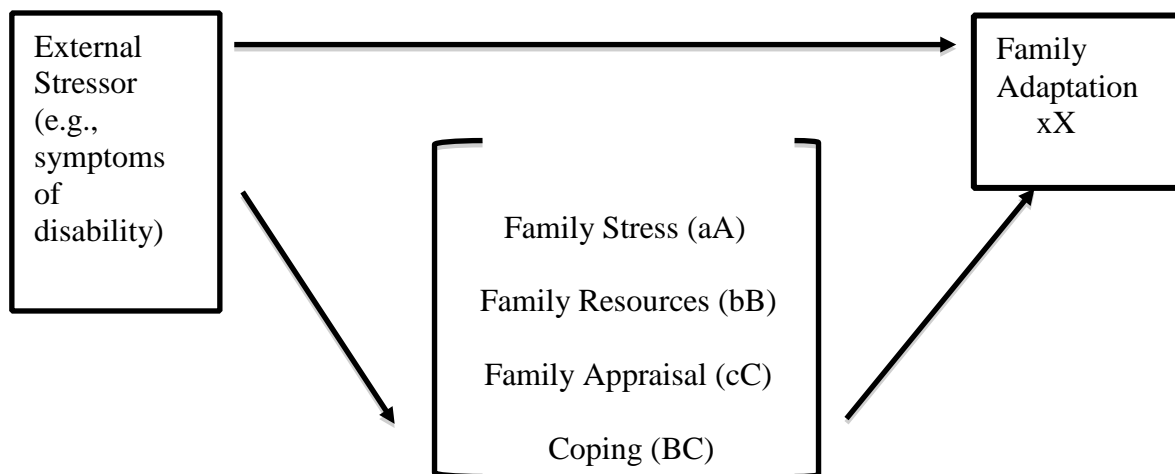 External
Stressor
(e.g.,
symptoms
of
disability)
Family
Adaptation
xX
Family Stress (aA)
Family Resources (bB)
Family Appraisal (cC)
Coping (BC)